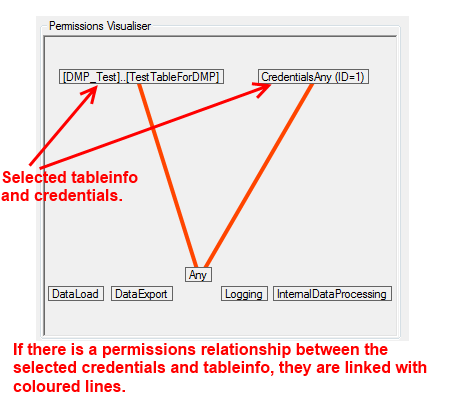 Permissions Visualiser
[DMP_Test]..[TestTableForDMP]
CredentialsAny (ID=1)
Selected tableinfo
and credentials.
Any
DataLoad
DataExport
Logging
InternalDataProcessing
If there is a permissions relationship between the
selected credentials and tableinfo, they are linked with
coloured lines.